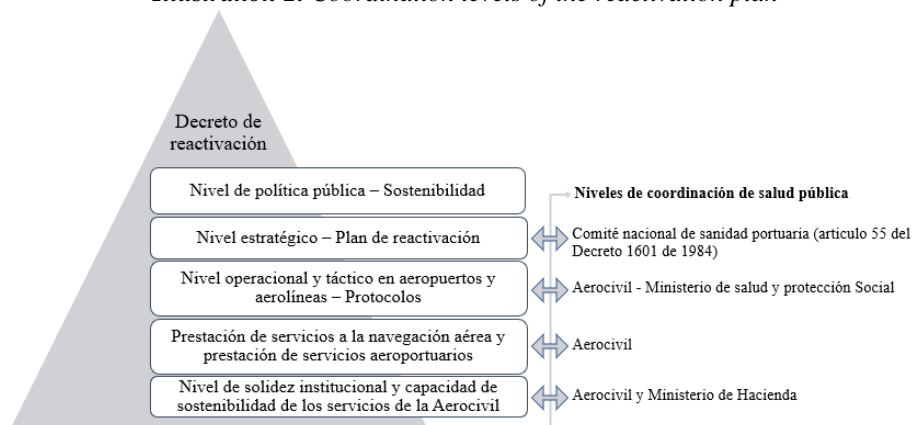 Illustration 2: Coordination levels of the reactivation plan
Decreto de
reactivación
Nivel de política pública – Sostenibilidad
Niveles de coordinación de salud pública
Nivel estratégico – Plan de reactivación
Comité nacional de sanidad portuaria (articulo 55 del
Decreto 1601 de 1984)
Nivel operacional y táctico en aeropuertos y
aerolíneas – Protocolos
Aerocivil - Ministerio de salud y protección Social
Prestación de servicios a la navegación aérea y
prestación de servicios aeroportuarios
Aerocivil
Nivel de solidez institucional y capacidad de
sostenibilidad de los servicios de la Aerocivil
Aerocivil y Ministerio de Hacienda